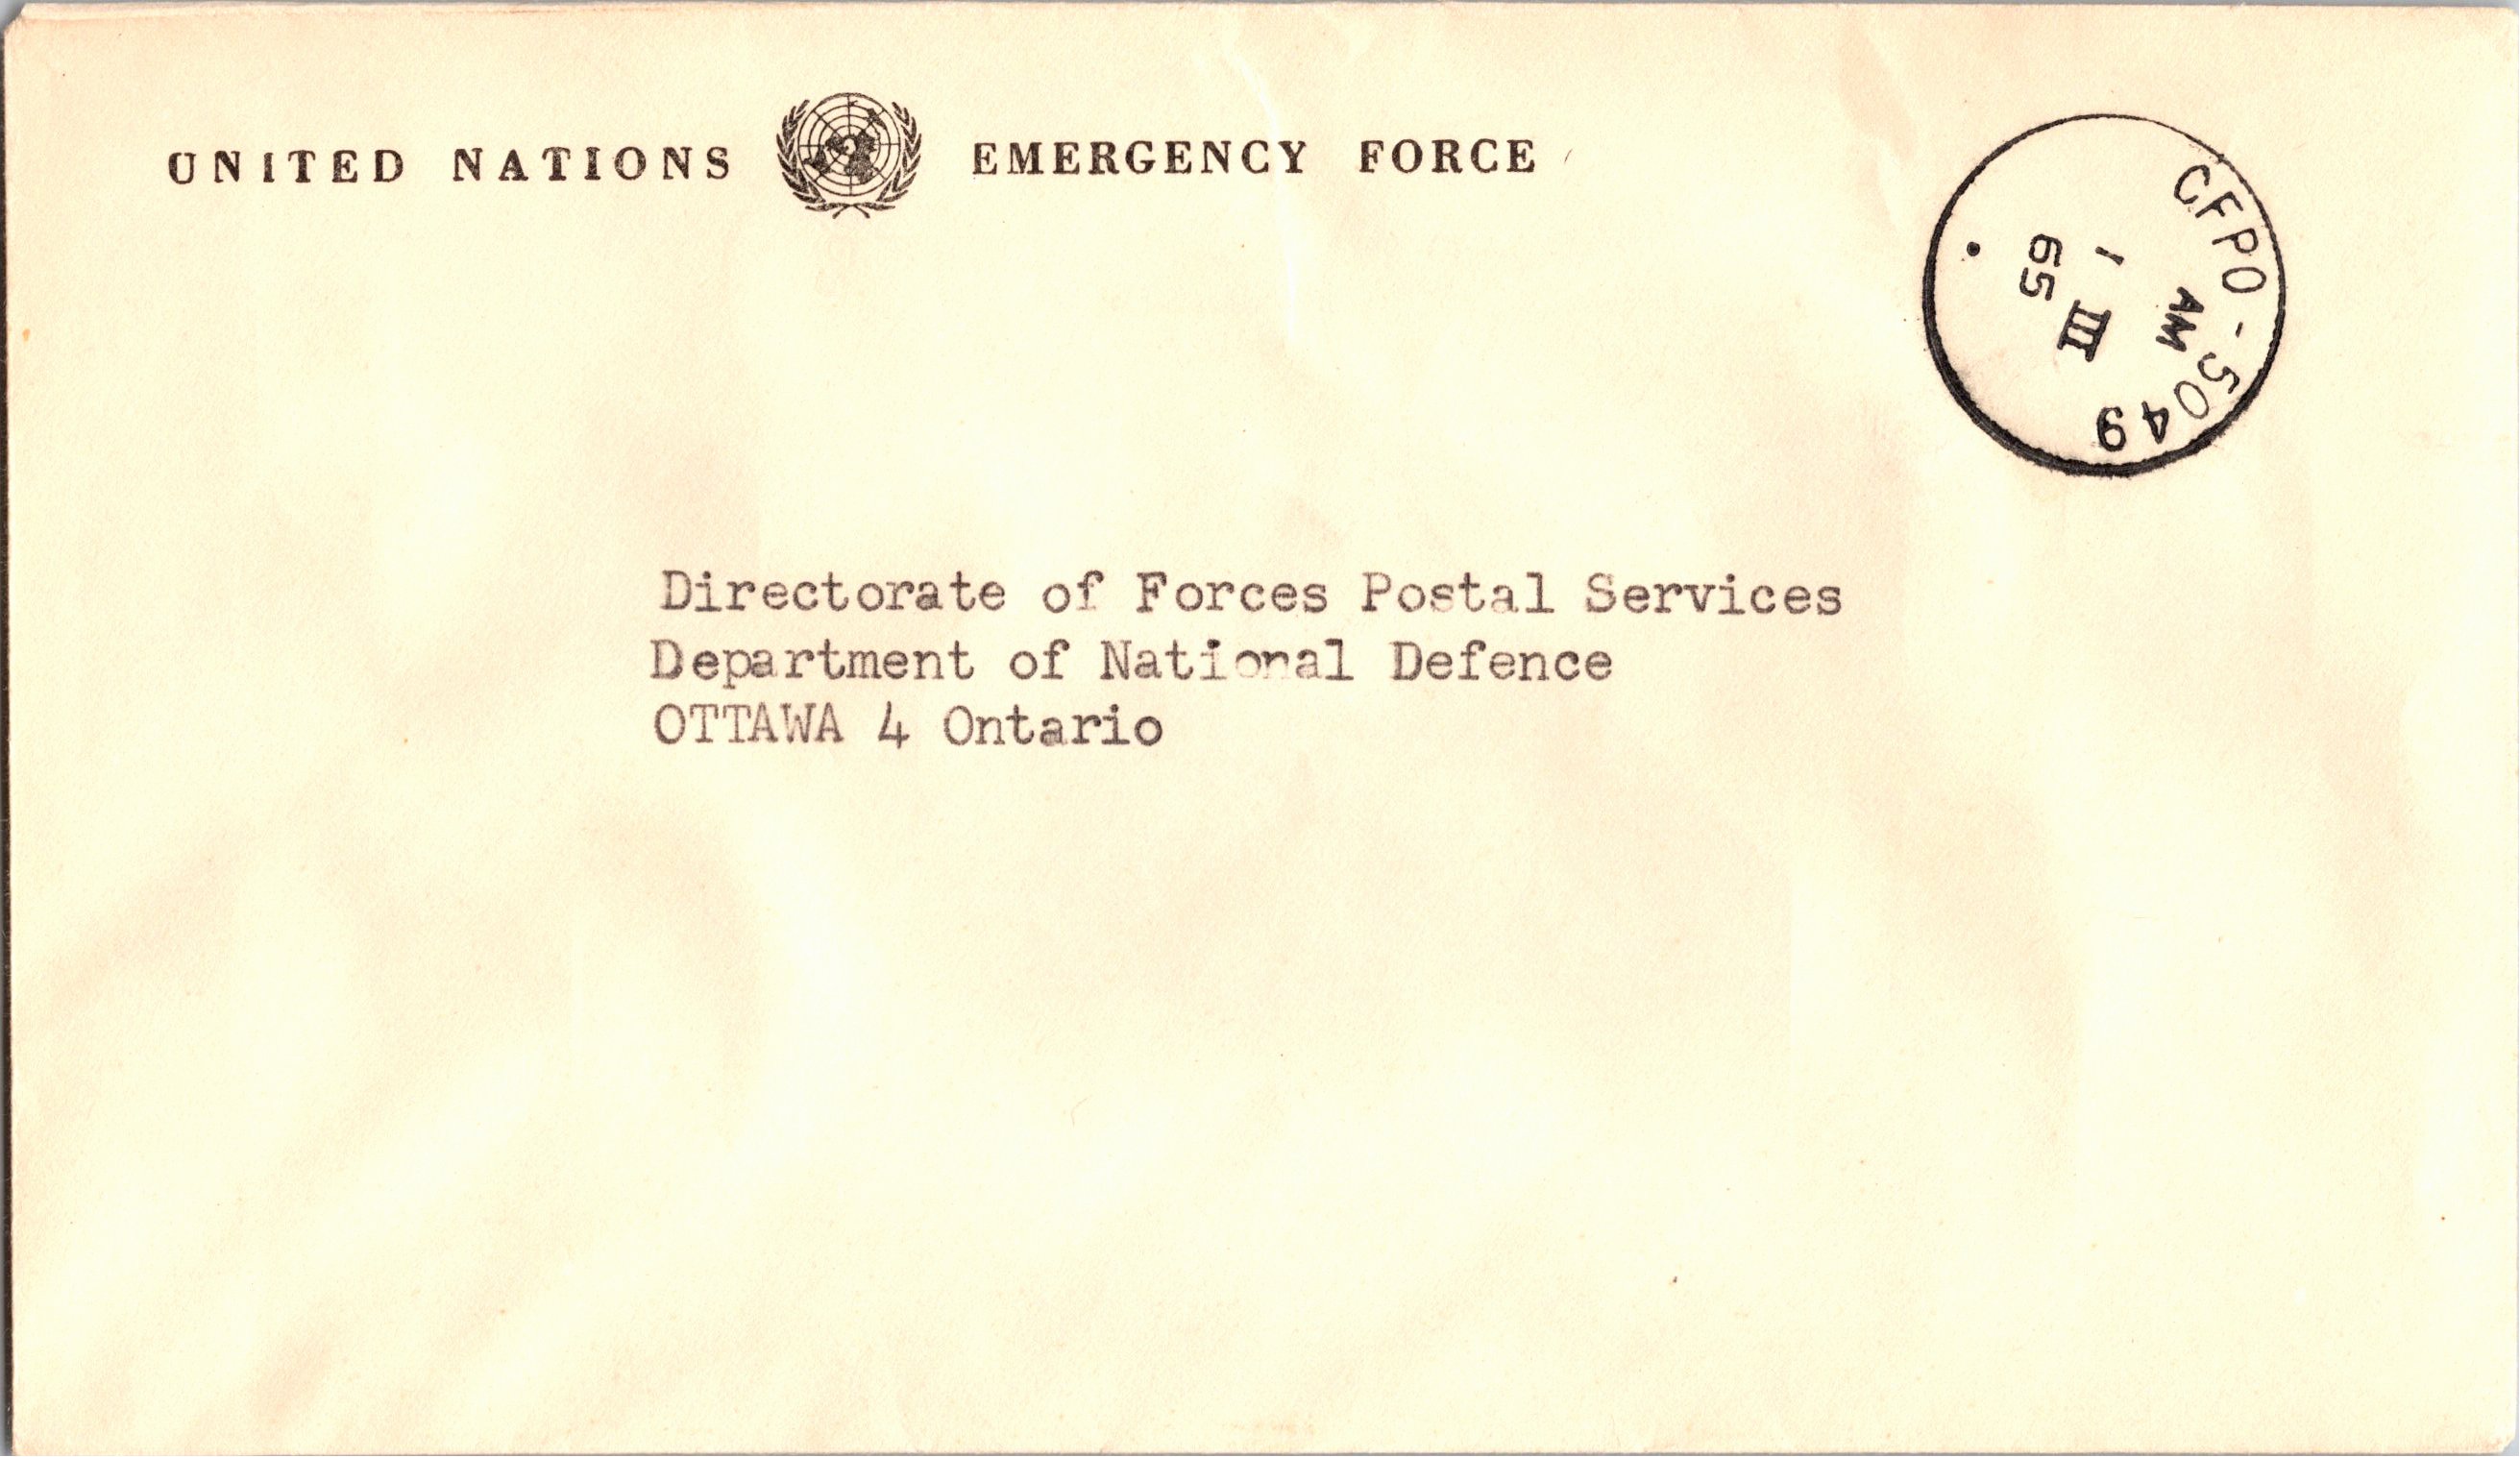 UNITED NATIONS EMERGENCY FORCE
CFPO - 5049
AM
1 III
65
Directorate of Forces Postal Services
Department of National Defence
OTTAWA 4 Ontario